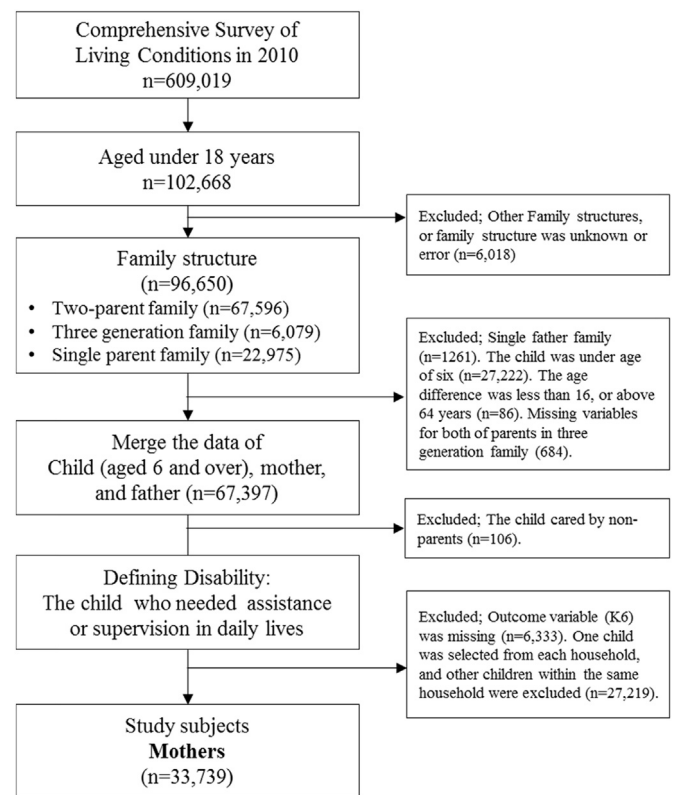 Comprehensive Survey of
Living Conditions in 2010
n=609,019
Aged under 18 years
n=102,668
Excluded; Other Family structures,
or family structure was unknown or
error (n=6,018)
Family structure
(n=96,650)
• Two-parent family (n=67,596)
• Three generation family (n=6,079)
• Single parent family (n=22,975)
Excluded; Single father family
(n=1261). The child was under age
of six (n=27,222). The age
difference was less than 16, or above
64 years (n=86). Missing variables
for both of parents in three
generation family (684).
Merge the data of
Child (aged 6 and over), mother,
and father (n=67,397)
Excluded; The child cared by non-
parents (n=106).
Defining Disability:
The child who needed assistance
or supervision in daily lives
Excluded; Outcome variable (K6)
was missing (n=6,333). One child
was selected from each household,
and other children within the same
household were excluded (n=27,219).
Study subjects
Mothers
(n=33,739)